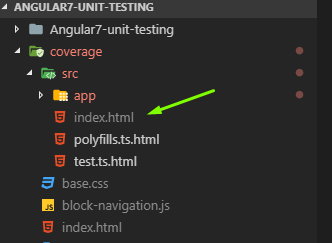 ANGULAR7-UNIT-TESTING
Angular7-unit-testing
coverage
src
app
index.html
polyfills.ts.html
test.ts.html
base.css
JS block-navigation.js
index.html